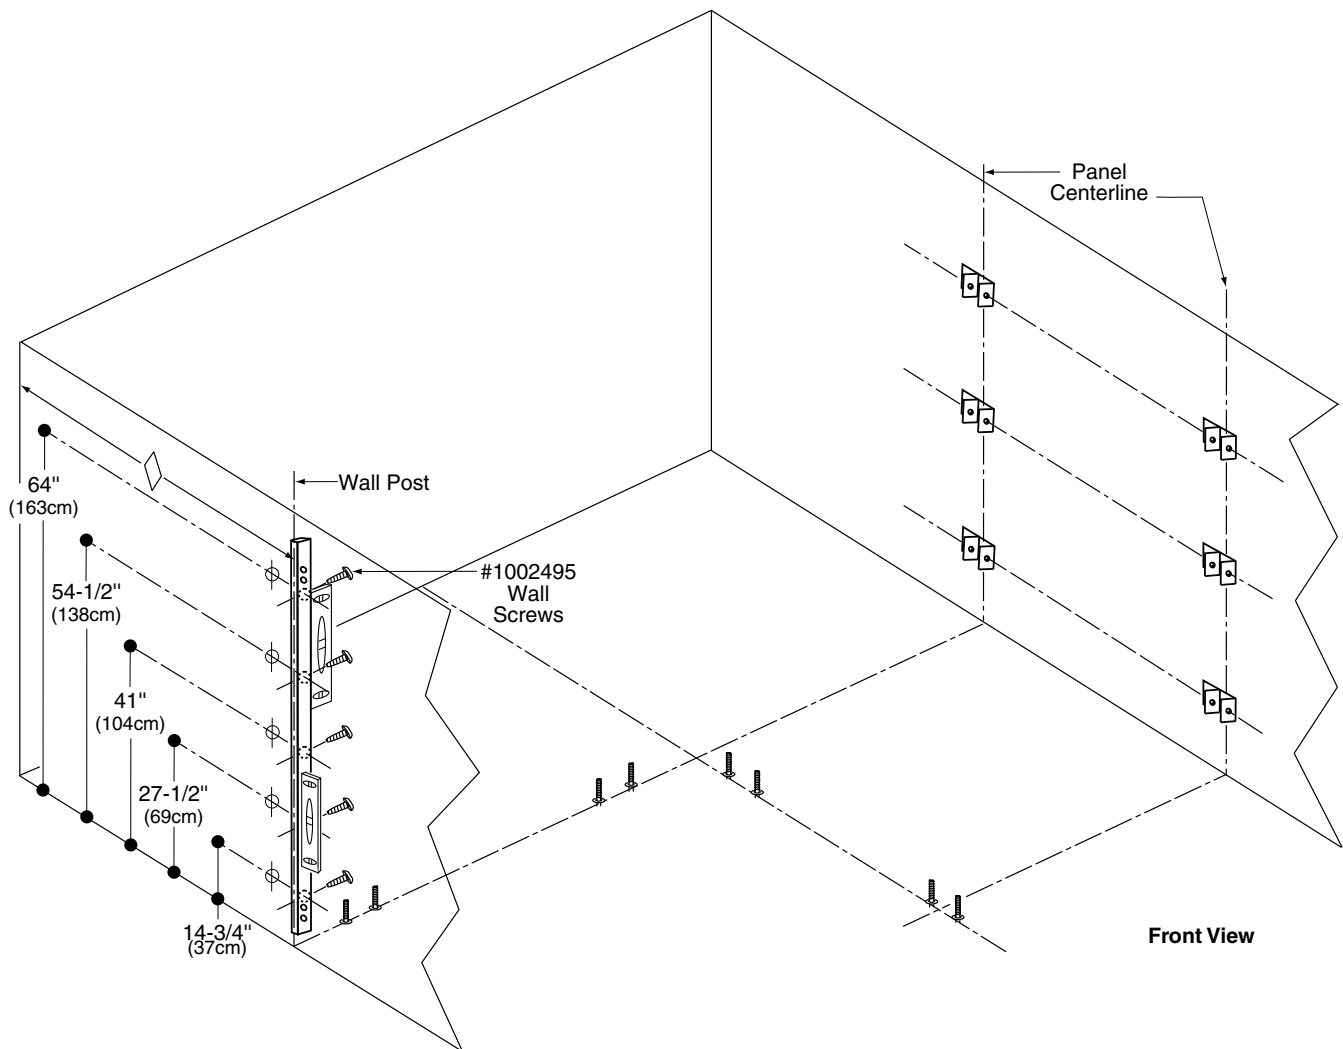 Panel
Centerline
Wall Post
64"
(163cm)
#1002495
Wall
Screws
54-1/2"
(138cm)
41"
(104cm)
27-1/2"
(69cm)
14-3/4"
(37cm)
Front View